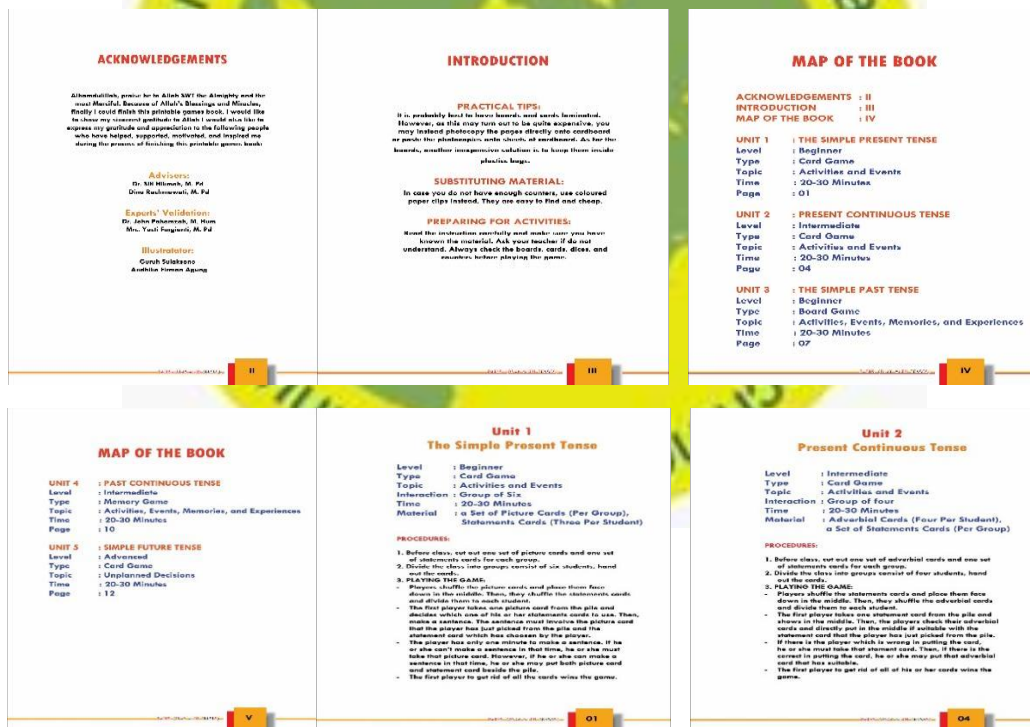 ACKNOWLEDGEMENTS
Alhamdulillah, praise be to Allah SWT the Almighty and the
most Merciful. Because of Allah's Blessings and Miracles,
finally I could finish this printable games book. I would like
to show my sincerest gratitude to Allah I would also like to
express my gratitude and appreciation to the following people
who have helped, supported, motivated, and inspired me
during the process of finishing this printable games book:
Advisors:
Dr. Siti Hikmah, M. Pd
Dina Rachmawati, M. Pd
Experts' Validation:
Dr. John Pahamzah, M. Hum
Mrs. Yusti Fargianti, M. Pd
Illustrator:
Guruh Sulaksono
Andhika Firman Agung
II
INTRODUCTION
PRACTICAL TIPS:
It is probably best to have boards and cards laminated.
However, as this may turn out to be quite expensive, you
may instead photocopy the pages directly onto cardboard
or paste the photocopies onto sheets of cardboard. As for the
boards, another inexpensive solution is to keep them inside
plastics bags.
SUBSTITUTING MATERIAL:
In case you do not have enough counters, use coloured
paper clips instead. They are easy to find and cheap.
PREPARING FOR ACTIVITIES:
Read the instruction carefully and make sure you have
known the material. Ask your teacher if do not
understand. Always check the boards, cards, dices, and
counters before playing the game.
III
MAP OF THE BOOK
ACKNOWLEDGEMENTS : II
INTRODUCTION : III
MAP OF THE BOOK : IV
UNIT 1 : THE SIMPLE PRESENT TENSE
Level : Beginner
Type : Card Game
Topic : Activities and Events
Time : 20-30 Minutes
Page : 01
UNIT 2 : PRESENT CONTINUOUS TENSE
Level : Intermediate
Type : Card Game
Topic : Activities and Events
Time : 20-30 Minutes
Page : 04
UNIT 3 : THE SIMPLE PAST TENSE
Level : Beginner
Type : Board Game
Topic : Activities, Events, Memories, and Experiences
Time : 20-30 Minutes
Page : 07
IV
MAP OF THE BOOK
UNIT 4 : PAST CONTINUOUS TENSE
Level : Intermediate
Type : Memory Game
Topic : Activities, Events, Memories, and Experiences
Time : 20-30 Minutes
Page : 10
UNIT 5 : SIMPLE FUTURE TENSE
Level : Advanced
Type : Card Game
Topic : Unplanned Decisions
Time : 20-30 Minutes
Page : 12
V
Unit 1
The Simple Present Tense
Level : Beginner
Type : Card Game
Topic : Activities and Events
Interaction : Group of Six
Time : 20-30 Minutes
Material : a Set of Picture Cards (Per Group),
Statements Cards (Three Per Student)
PROCEDURES:
1. Before class, cut out one set of picture cards and one set
of statements cards for each group.
2. Divide the class into groups consist of six students, hand
out the cards.
3. PLAYING THE GAME:
- Players shuffle the picture cards and place them face
down in the middle. Then, they shuffle the statements cards
and divide them to each student.
- The first player takes one picture card from the pile and
decides which one of his or her statements cards to use. Then,
make a sentence. The sentence must involve the picture card
that the player has just picked from the pile and the
statement card which has choosen by the player.
- The player has only one minute to make a sentence. If he
or she can't make a sentence in that time, he or she must
take that picture card. However, if he or she can make a
sentence in that time, he or she may put both picture card
and statement card beside the pile.
- The first player to get rid of all the cards wins the game.
01
Unit 2
Present Continuous Tense
Level : Intermediate
Type : Card Game
Topic : Activities and Events
Interaction : Group of four
Time : 20-30 Minutes
Material : Adverbial Cards (Four Per Student),
a Set of Statements Cards (Per Group)
PROCEDURES:
1. Before class, cut out one set of adverbial cards and one set
of statements cards for each group.
2. Divide the class into groups consist of four students, hand
out the cards.
3. PLAYING THE GAME:
- Players shuffle the statements cards and place them face
down in the middle. Then, they shuffle the adverbial cards
and divide them to each student.
- The first player takes one statement card from the pile and
shows in the middle. Then, the players check their adverbial
cards and directly put in the middle if suitable with the
statement card that the player has just picked from the pile.
- If there is the player which is wrong in putting the card,
he or she must take that stament card. Then, if there is the
correct in putting the card, he or she may put that adverbial
card that has suitable.
- The first player to get rid of all of his or her cards wins the
game.
04